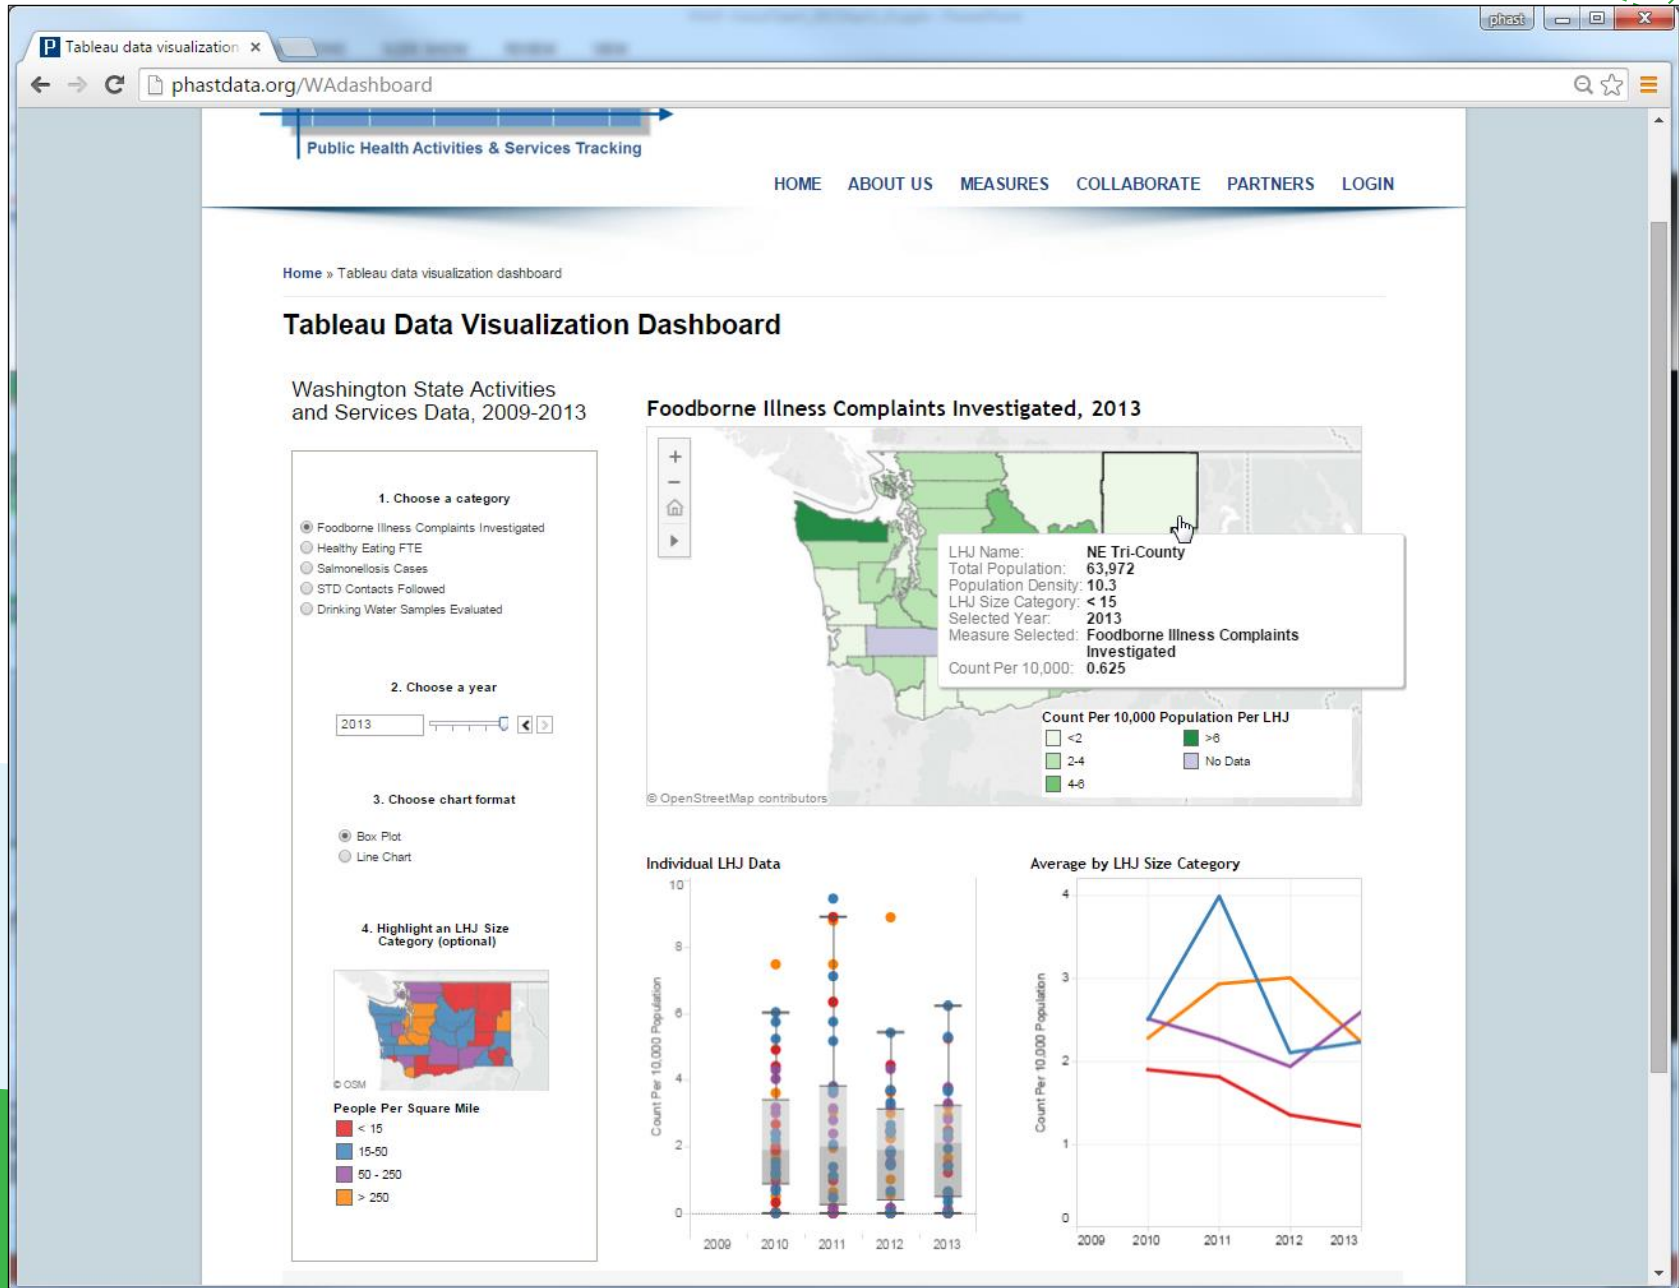 phast
Tableau data visualization
phastdata.org/WAdashboard
Public Health Activities & Services Tracking
HOME ABOUT US MEASURES COLLABORATE PARTNERS LOGIN
Home » Tableau data visualization dashboard
Tableau Data Visualization Dashboard
Washington State Activities
and Services Data, 2009-2013
1. Choose a category
Foodborne Illness Complaints Investigated
Healthy Eating FTE
Salmonellosis Cases
STD Contacts Followed
Drinking Water Samples Evaluated
2. Choose a year
2013
3. Choose chart format
Box Plot
Line Chart
4. Highlight an LHJ Size
Category (optional)
© OSM
People Per Square Mile
< 15
15-50
50 - 250
> 250
Foodborne Illness Complaints Investigated, 2013
LHJ Name: NE Tri-County
Total Population: 63,972
Population Density: 10.3
LHJ Size Category: < 15
Selected Year: 2013
Measure Selected: Foodborne Illness Complaints
Investigated
Count Per 10,000: 0.625
Count Per 10,000 Population Per LHJ
<2 >6
2-4 No Data
4-6
© OpenStreetMap contributors
Individual LHJ Data
Count Per 10,000 Population
10
8
6
4
2
0
2009 2010 2011 2012 2013
Average by LHJ Size Category
Count Per 10,000 Population
4
3
2
1
0
2009 2010 2011 2012 2013